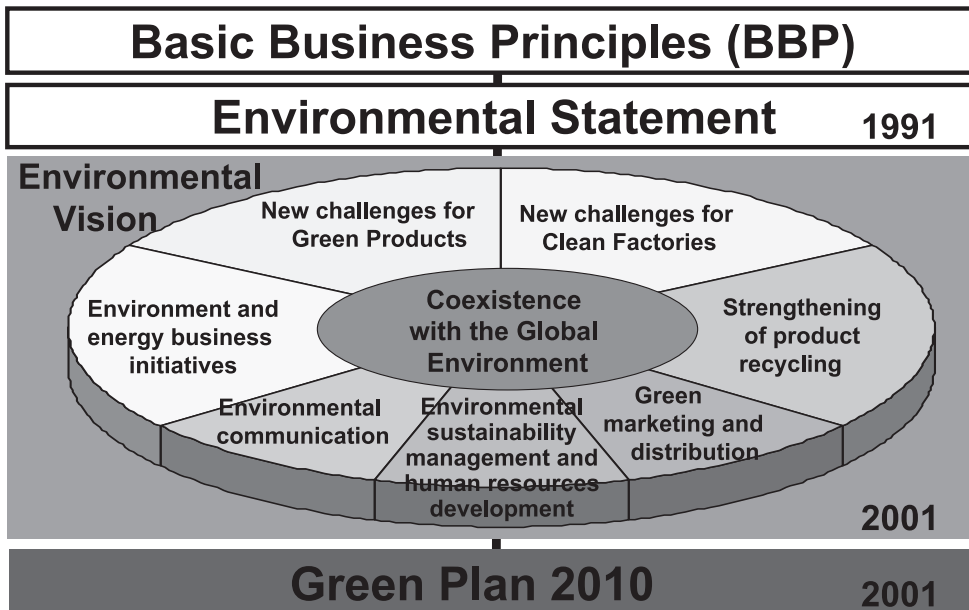 Basic Business Principles (BBP)
Environmental Statement 1991
Environmental
Vision
New challenges for
Green Products
New challenges for
Clean Factories
Environment and
energy business
initiatives
Coexistence
with the Global
Environment
Strengthening
of product
recycling
Environmental
communication
Environmental
sustainability
management and
human resources
development
Green
marketing and
distribution
2001
Green Plan 2010 2001